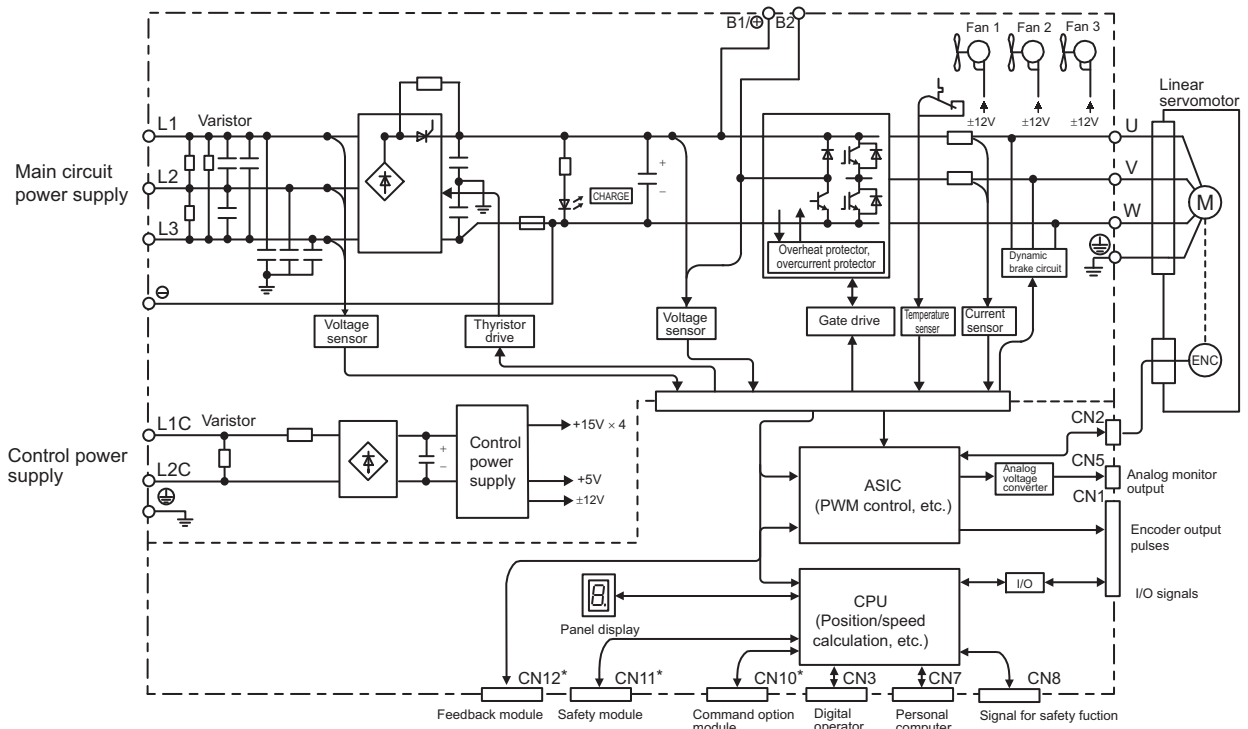 B1/⊕ B2
Fan 1 Fan 2 Fan 3
Linear
servomotor
±12V ±12V ±12V
L1 Varistor
U
Main circuit
power supply
L2
V
+
–
CHARGE
M
L3
W
Overheat protector,
overcurrent protector
Dynamic
brake circuit
⊖
Voltage
sensor
Thyristor
drive
Voltage
sensor
Gate drive
Temperature
senser
Current
sensor
ENC
Control power
supply
L1C Varistor
L2C
+
–
Control
power
supply
+15V × 4
+5V
±12V
ASIC
(PWM control, etc.)
Analog
voltage
converter
CN2
CN5
Analog monitor
output
CN1
Encoder output
pulses
8.
Panel display
CPU
(Position/speed
calculation, etc.)
I/O
I/O signals
CN12* CN11* CN10* CN3 CN7 CN8
Feedback module
Safety module
Command option
module
Digital
operator
Personal
computer
Signal for safety fuction